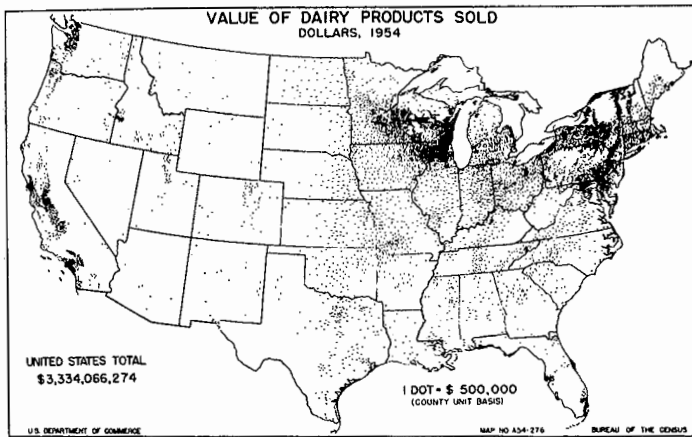 VALUE OF DAIRY PRODUCTS SOLD
DOLLARS, 1954
UNITED STATES TOTAL
$3,334,066,274
1 DOT = $ 500,000
(COUNTY UNIT BASIS)
U.S. DEPARTMENT OF COMMERCE
MAP NO A54-276
BUREAU OF THE CENSUS